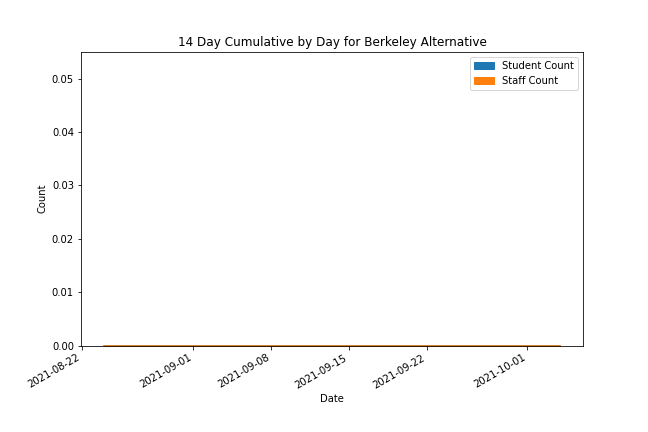 14 Day Cumulative by Day for Berkeley Alternative
Student Count
Staff Count
0.05
0.04
0.03
0.02
0.01
0.00
Count
2021-08-22
2021-09-01
2021-09-08
2021-09-15
2021-09-22
2021-10-01
Date